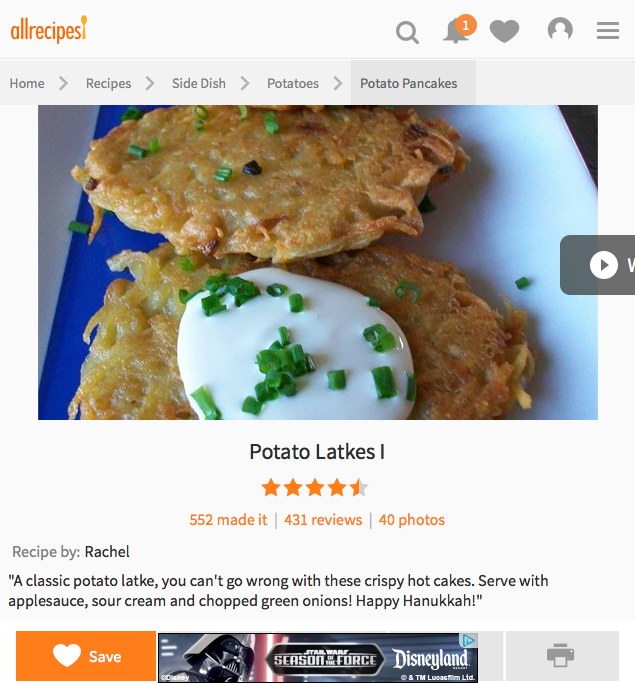 allrecipes
1
Home Recipes Side Dish Potatoes Potato Pancakes
W
Potato Latkes I
552 made it | 431 reviews | 40 photos
Recipe by: Rachel
"A classic potato latke, you can't go wrong with these crispy hot cakes. Serve with
applesauce, sour cream and chopped green onions! Happy Hanukkah!"
Save
©Disney
STAR WARS
SEASON OF THE FORCE
Disneyland
© & TM Lucasfilm Ltd.